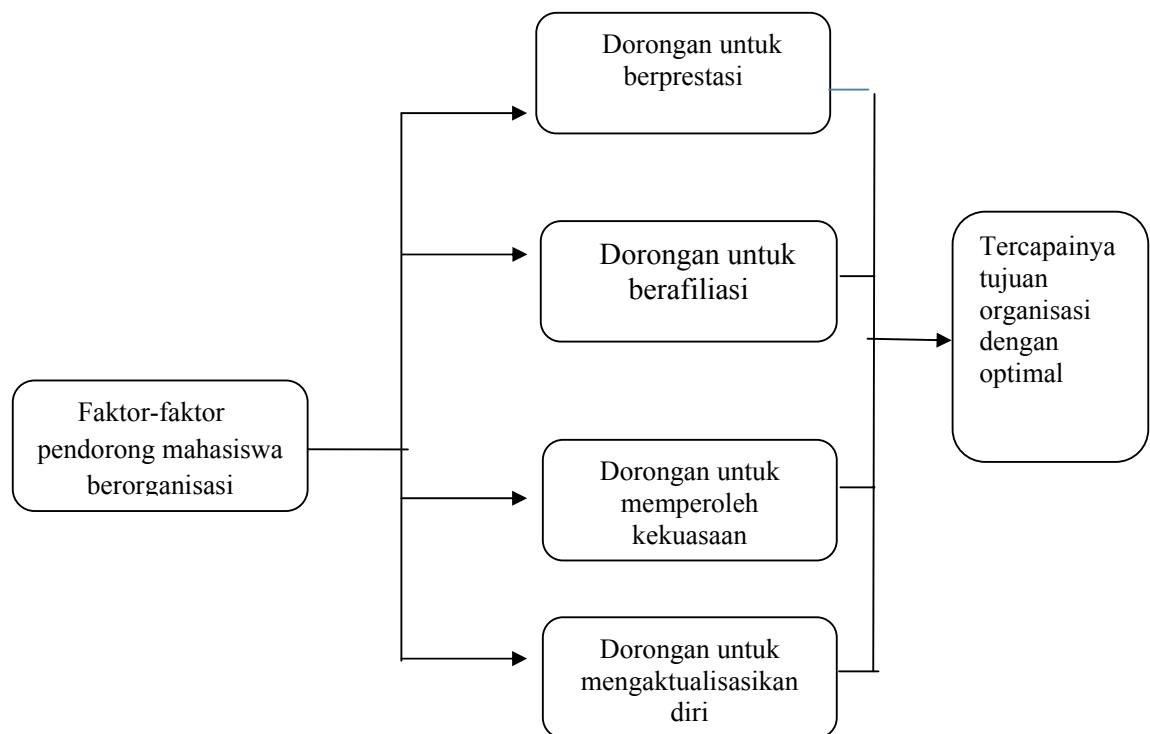 Dorongan untuk
berprestasi
Dorongan untuk
berafiliasi
Tercapainya
tujuan
organisasi
dengan
optimal
Faktor-faktor
pendorong mahasiswa
berorganisasi
Dorongan untuk
memperoleh
kekuasaan
Dorongan untuk
mengaktualisasikan
diri